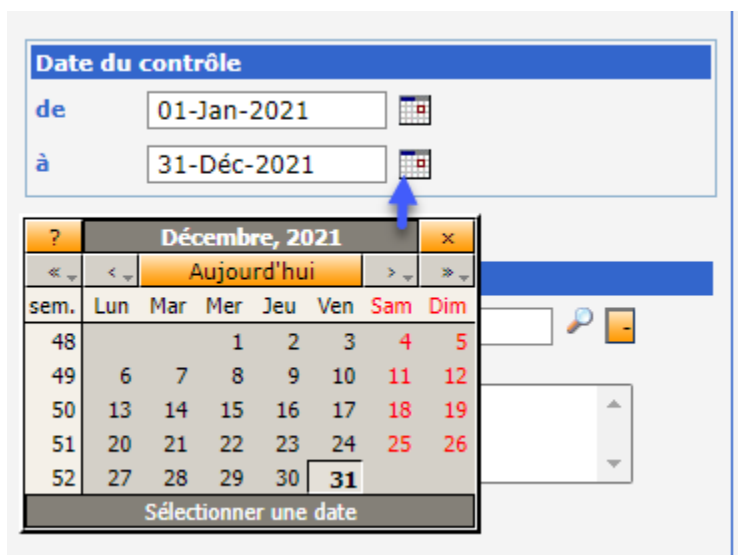 Date du contrôle
de 01-Jan-2021
à 31-Déc-2021
? Décembre, 2021 ×
« ‹ Aujourd'hui › »
sem. Lun Mar Mer Jeu Ven Sam Dim
48 1 2 3 4 5
49 6 7 8 9 10 11 12
50 13 14 15 16 17 18 19
51 20 21 22 23 24 25 26
52 27 28 29 30 31
Sélectionner une date